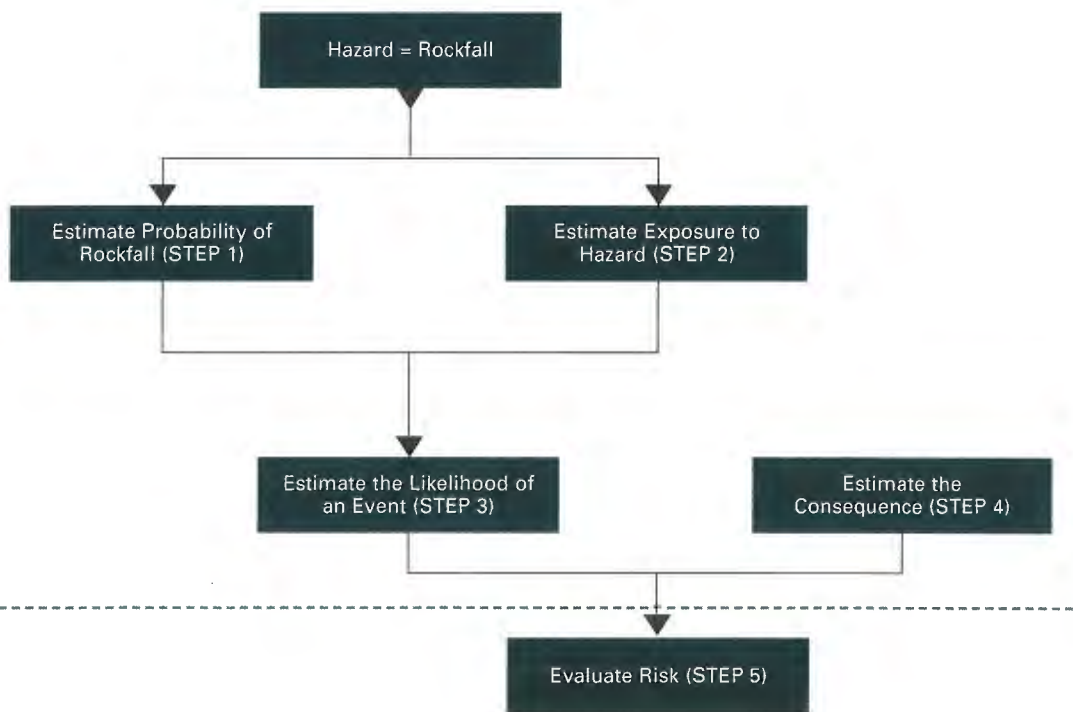 Hazard = Rockfall
Estimate Probability of
Rockfall (STEP 1)
Estimate Exposure to
Hazard (STEP 2)
Estimate the Likelihood of
an Event (STEP 3)
Estimate the
Consequence (STEP 4)
Evaluate Risk (STEP 5)